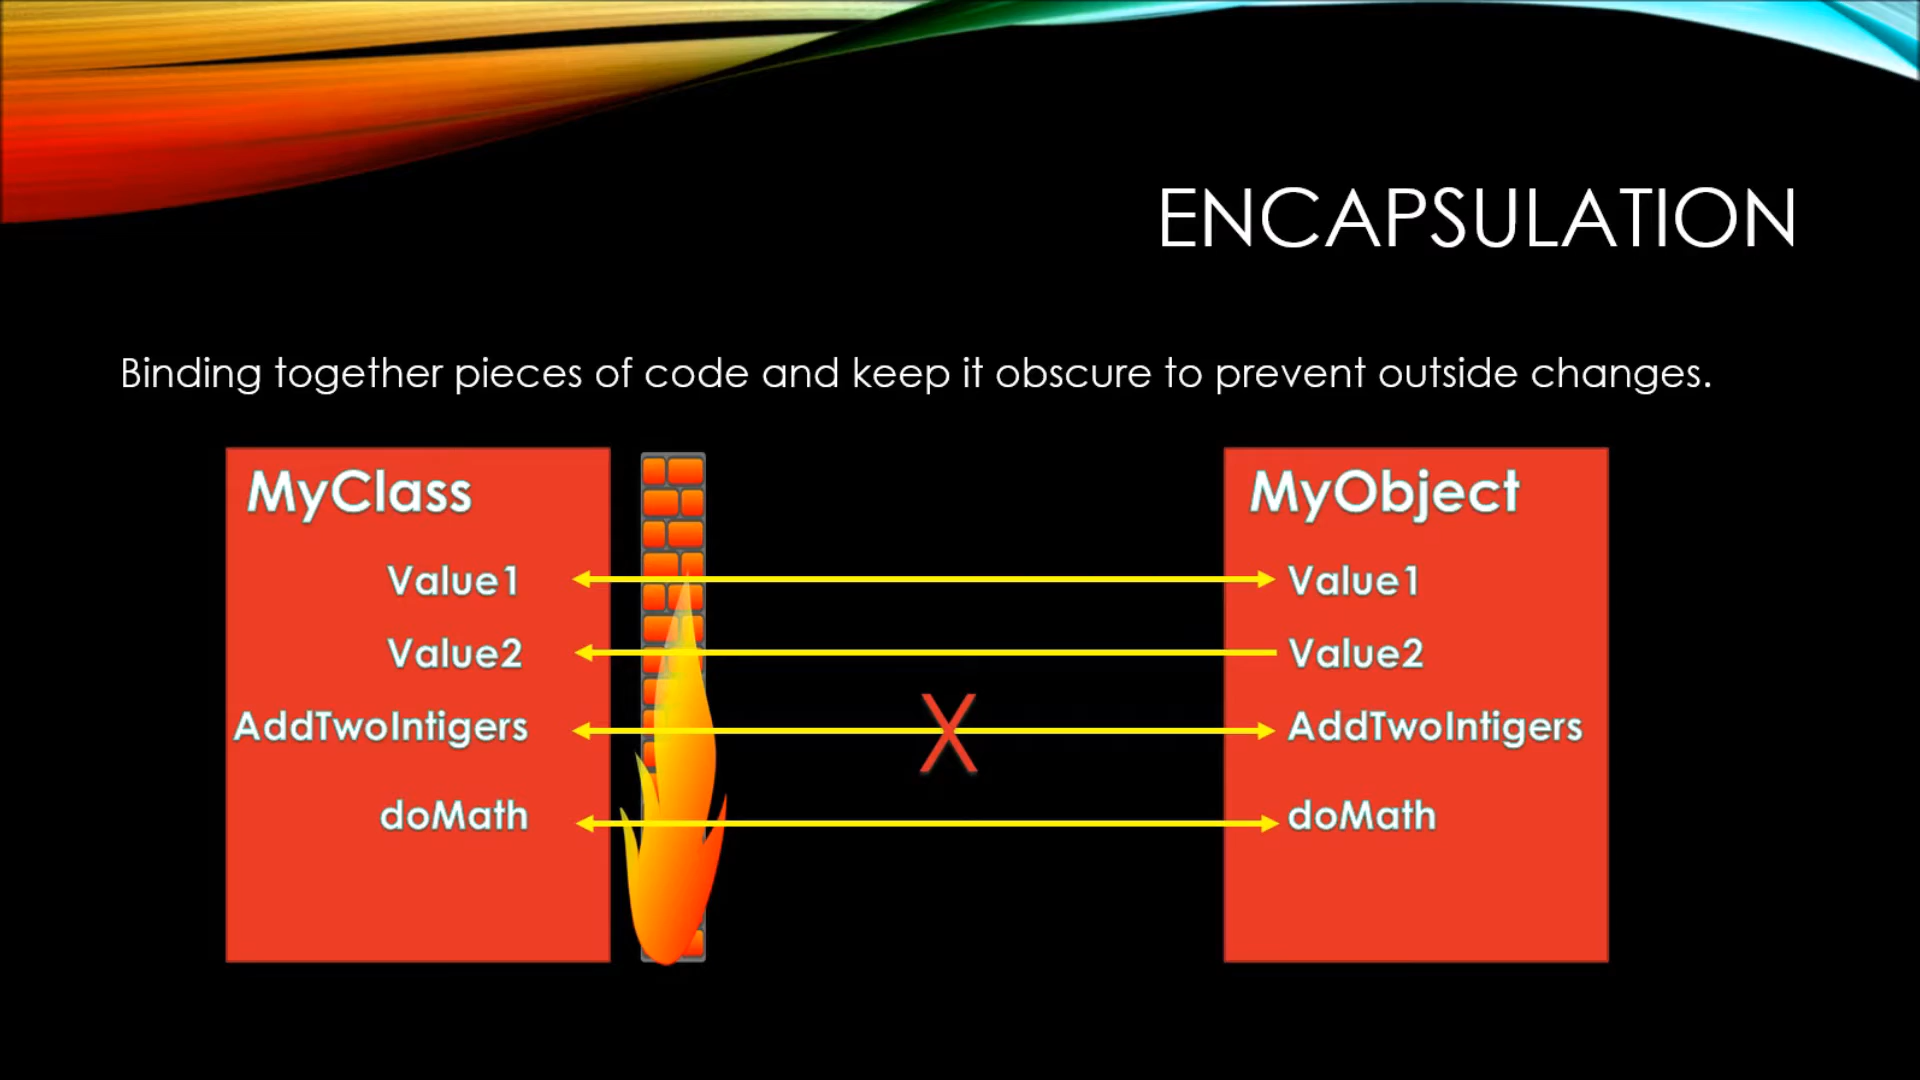 ENCAPSULATION
Binding together pieces of code and keep it obscure to prevent outside changes.
MyClass
Value1
Value2
AddTwoIntigers
doMath
X
MyObject
Value1
Value2
AddTwoIntigers
doMath